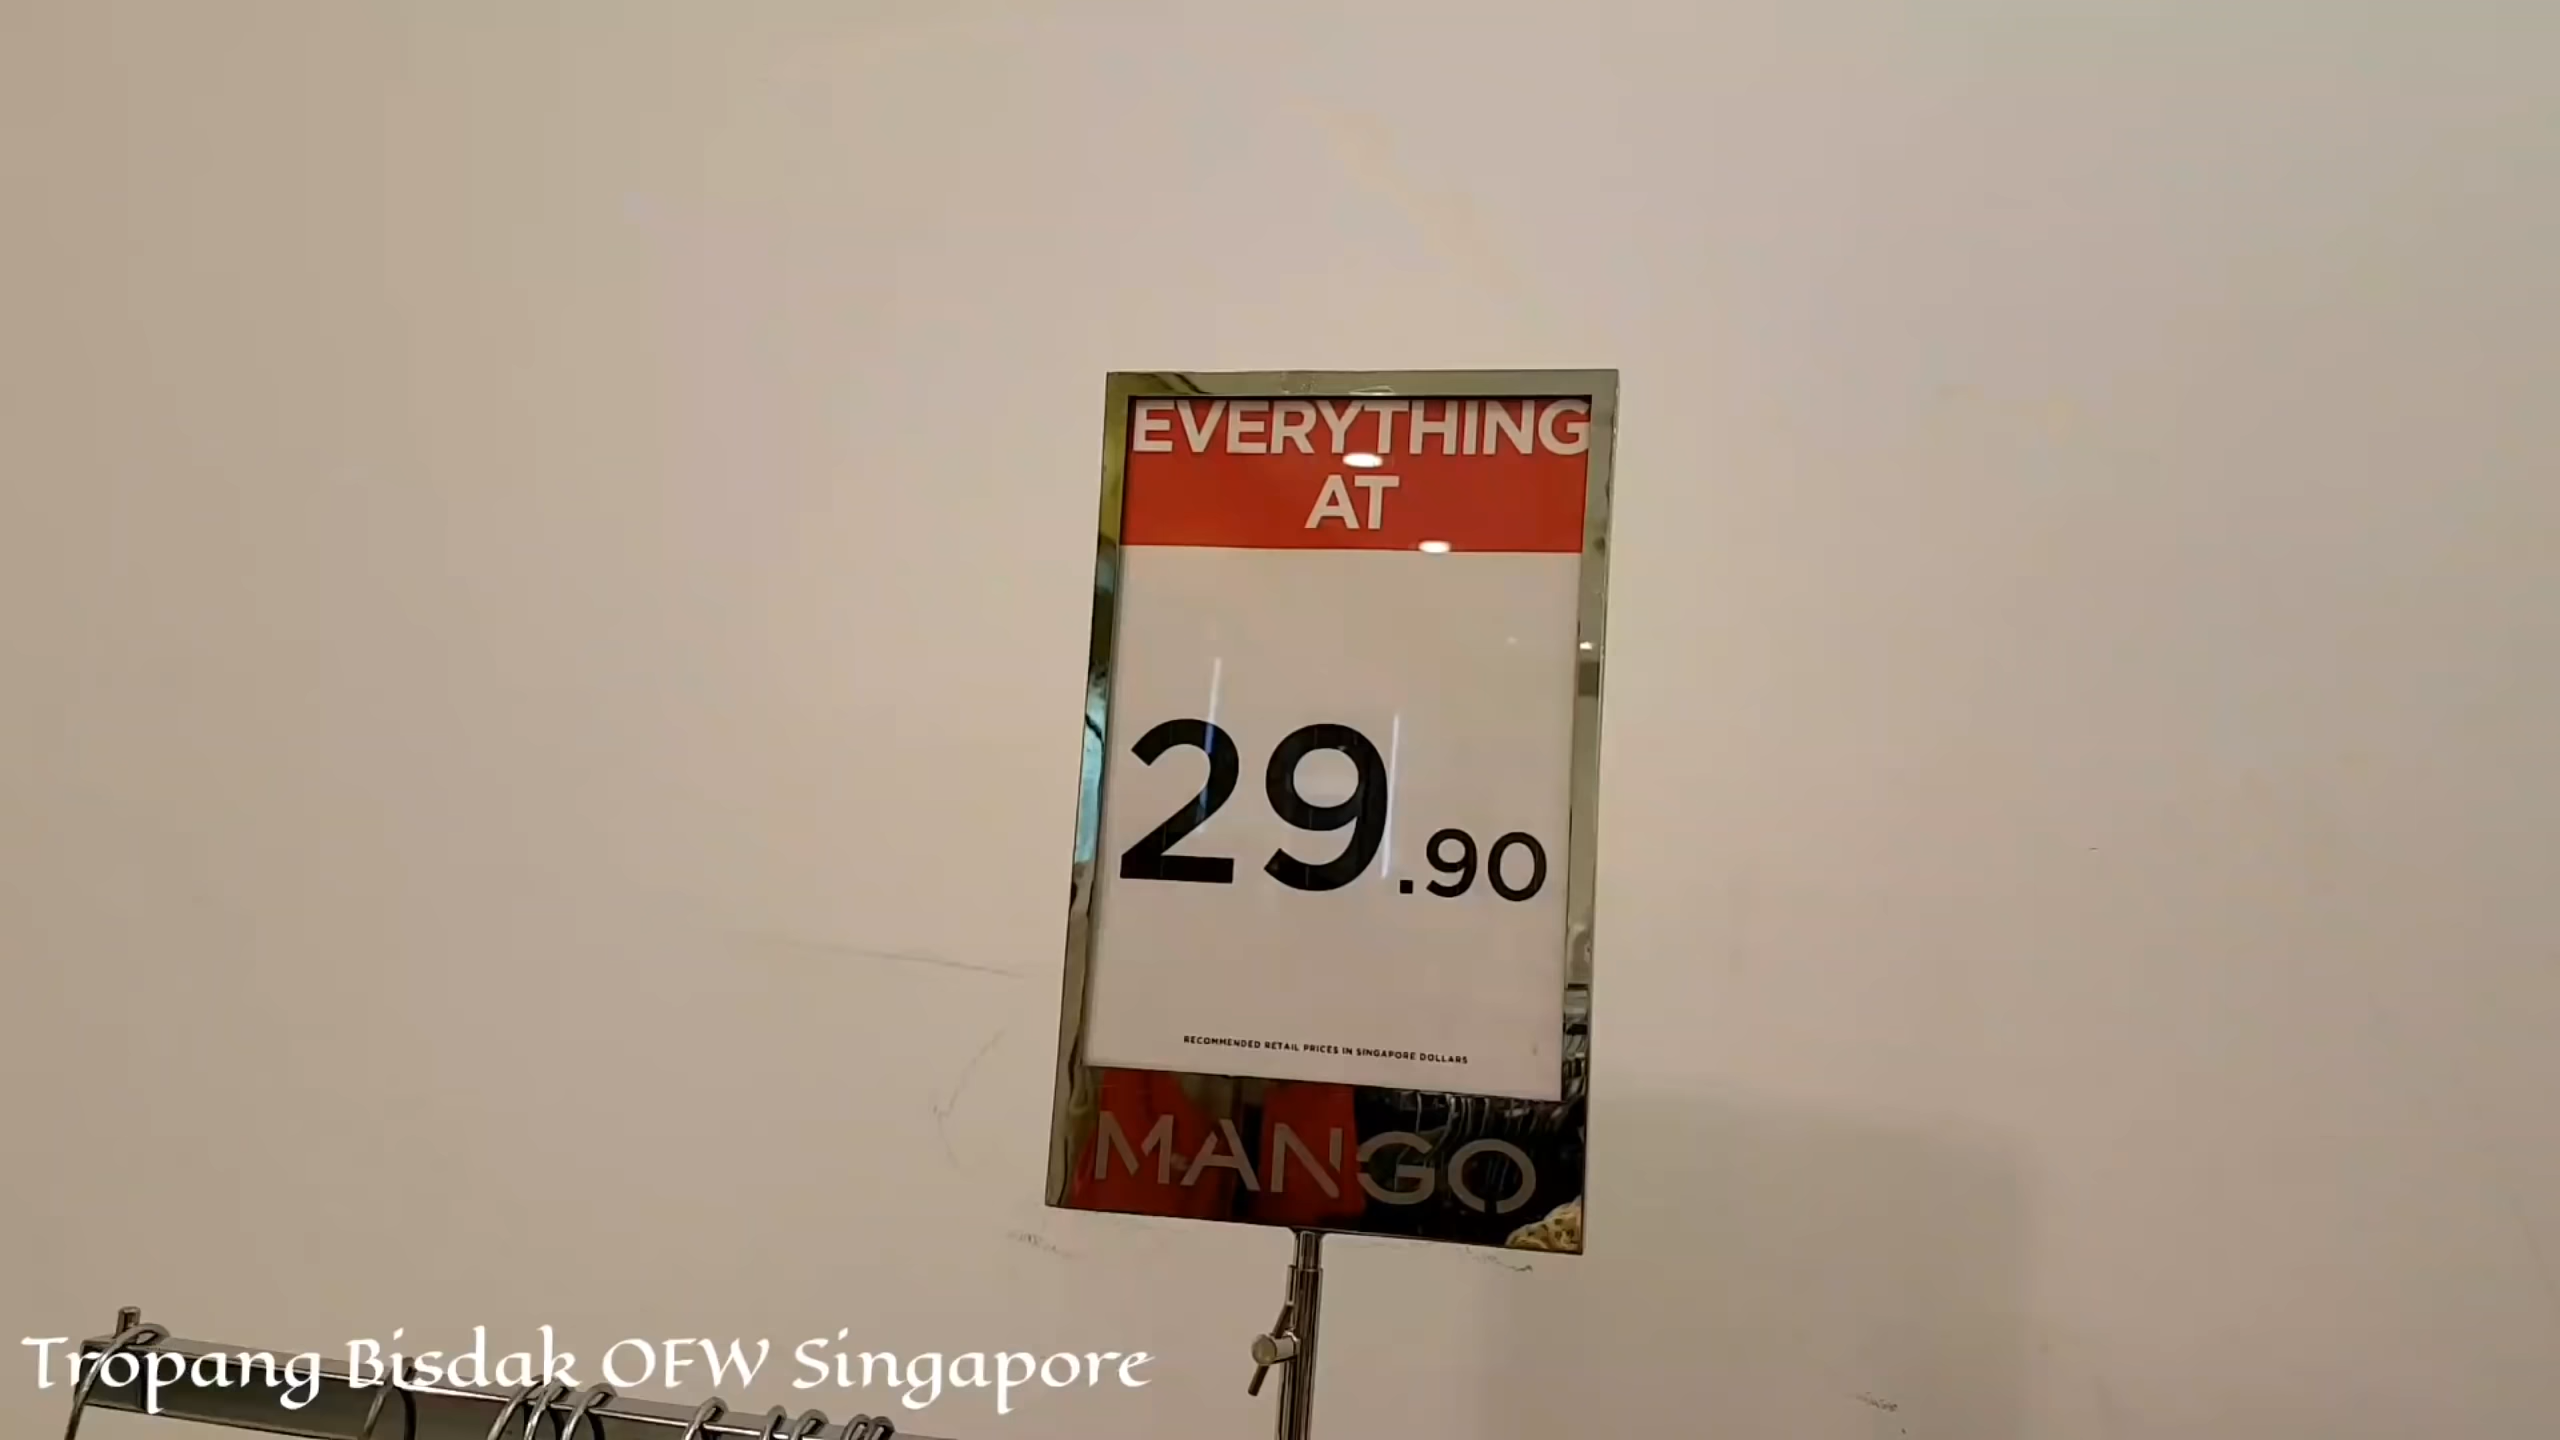 EVERYTHING
AT
29.90
RECOMMENDED RETAIL PRICES IN SINGAPORE DOLLARS
MANGO
Tropang Bisdak OFW Singapore